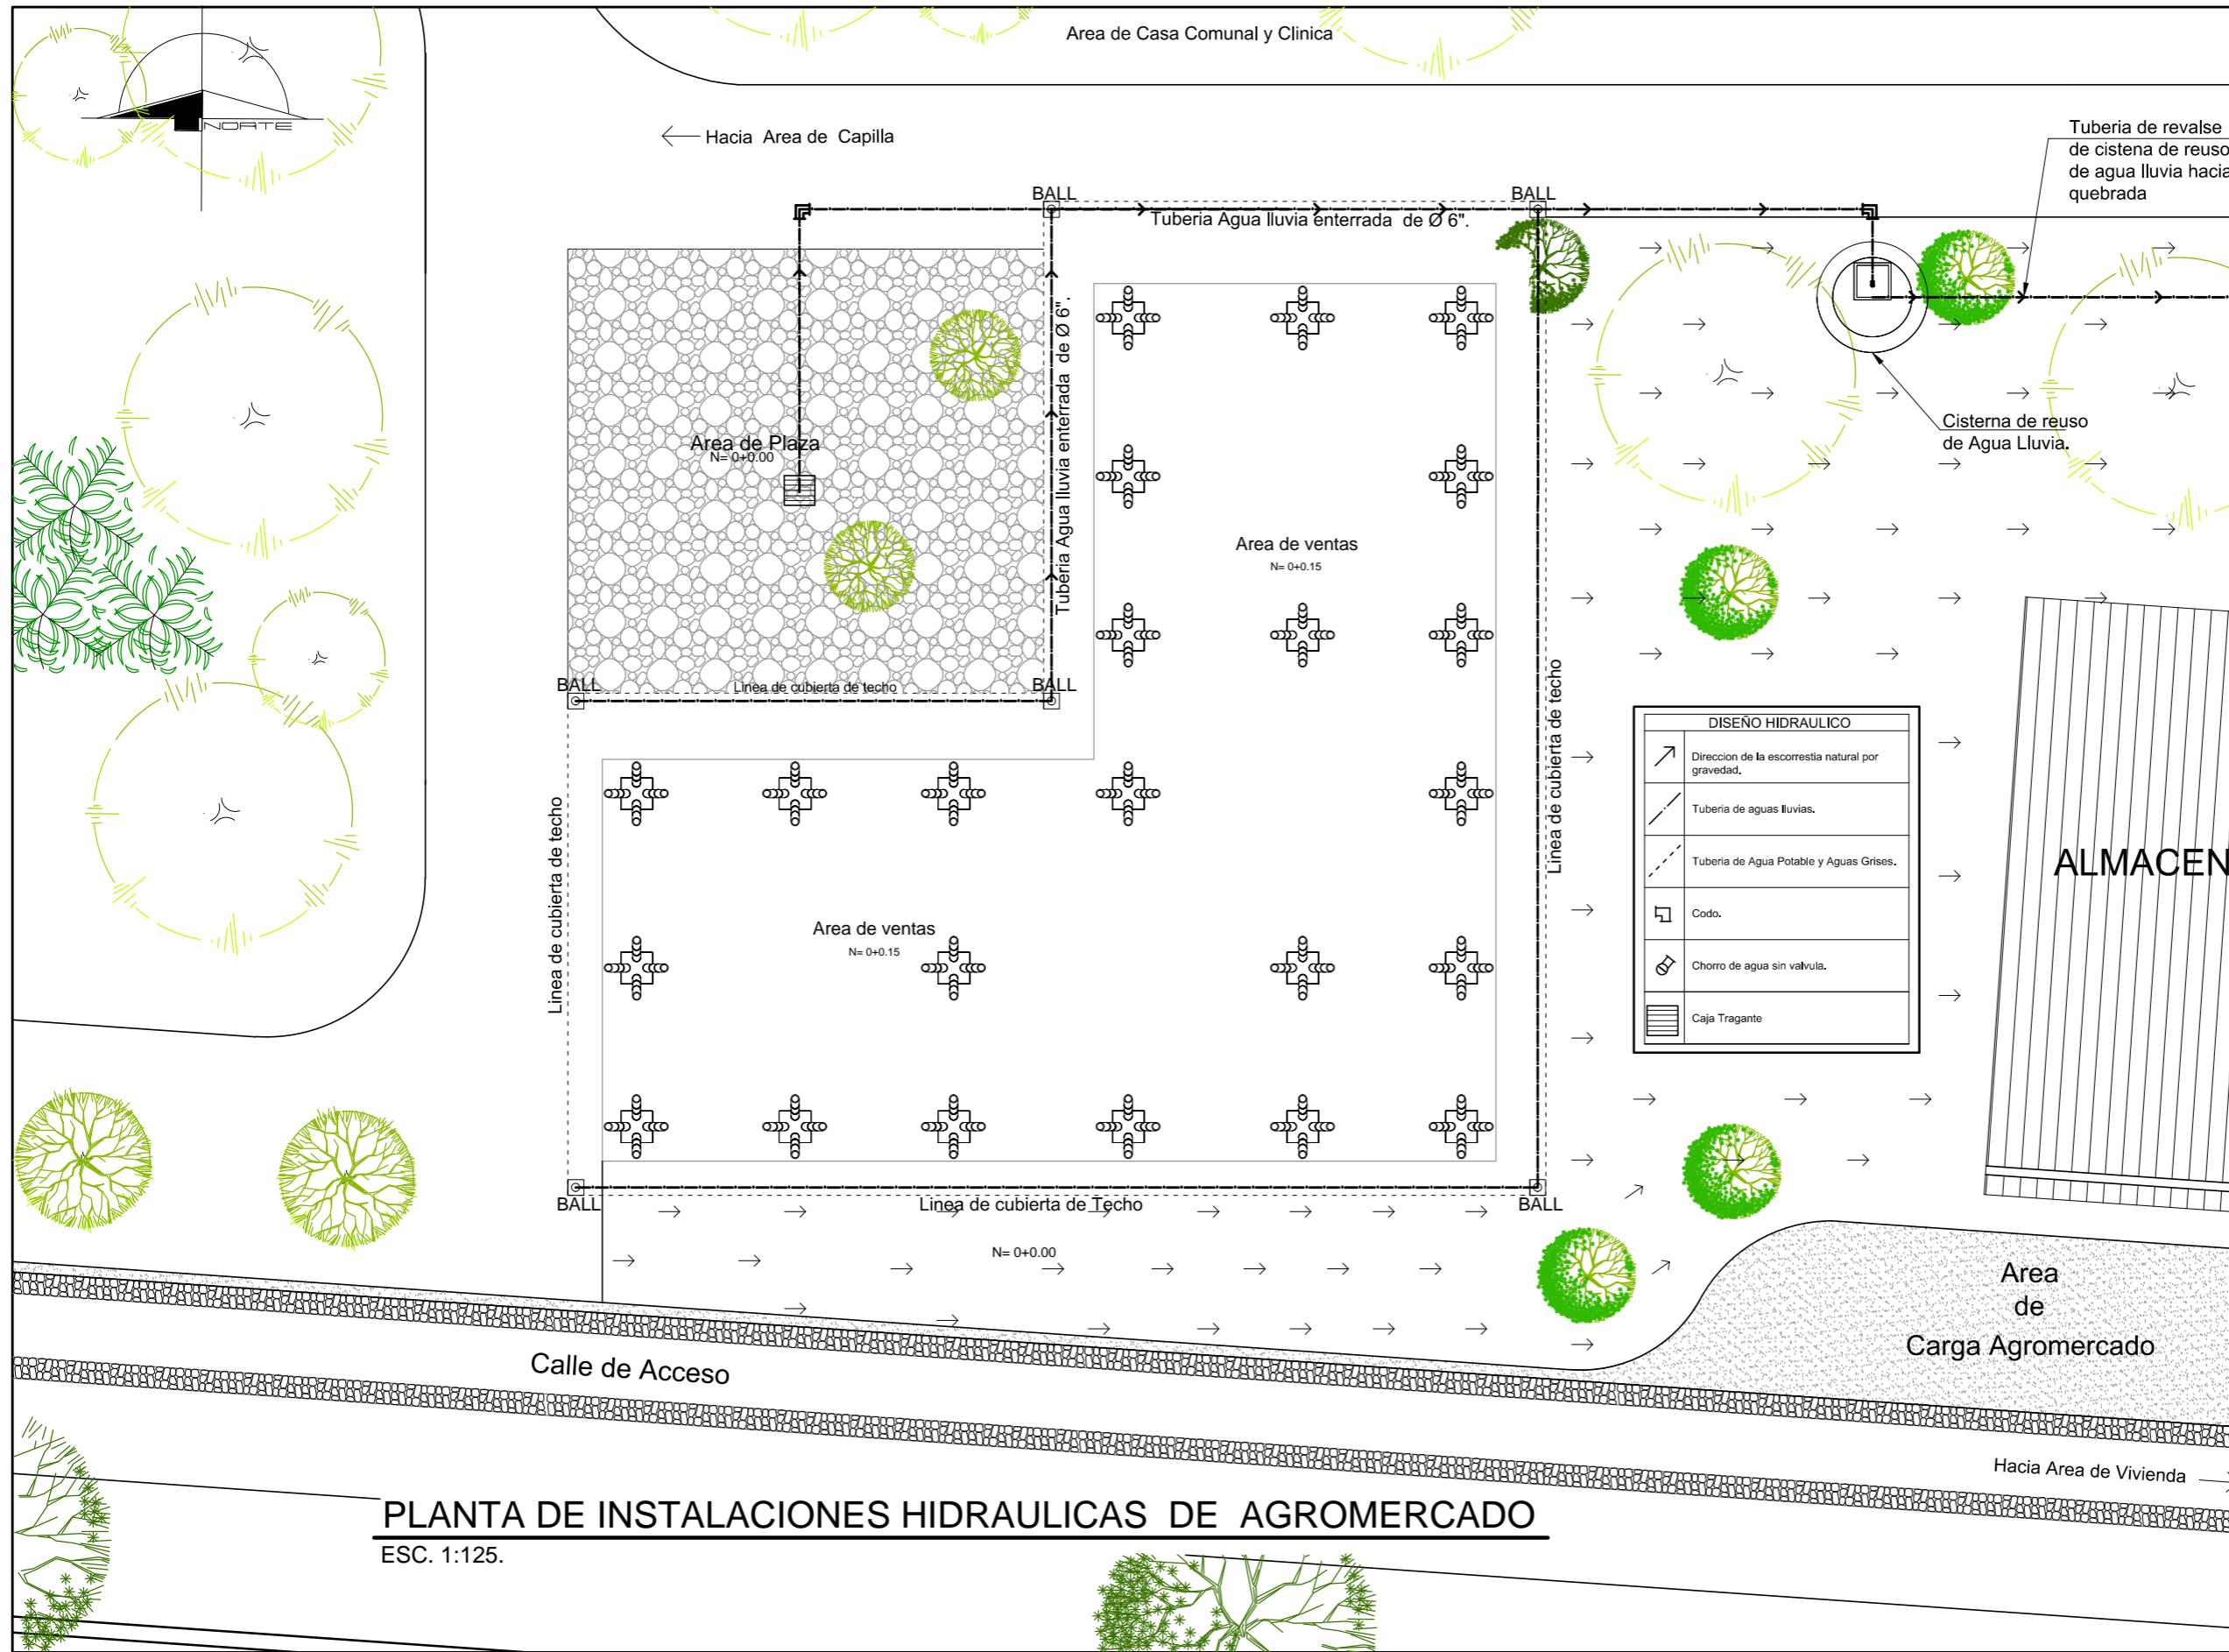 Area de Casa Comunal y Clinica
NORTE
Hacia Area de Capilla
Tuberia de revalse
de cistena de reuso
de agua lluvia hacia
quebrada
BALL
BALL
Tuberia Agua lluvia enterrada de Ø 6".
Tuberia Agua lluvia enterrada de Ø 6".
Area de Plaza
N= 0+0.00
Cisterna de reuso
de Agua Lluvia.
Area de ventas
N= 0+0.15
BALL
Linea de cubierta de techo
BALL
Linea de cubierta de techo
Linea de cubierta de techo
DISEÑO HIDRAULICO
Direccion de la escorrestia natural por
gravedad.
Tuberia de aguas lluvias.
Tuberia de Agua Potable y Aguas Grises.
Codo.
Chorro de agua sin valvula.
Caja Tragante
ALMACEN
Area de ventas
N= 0+0.15
BALL
Linea de cubierta de Techo
BALL
N= 0+0.00
Area
de
Carga Agromercado
Calle de Acceso
Hacia Area de Vivienda
PLANTA DE INSTALACIONES HIDRAULICAS DE AGROMERCADO
ESC. 1:125.